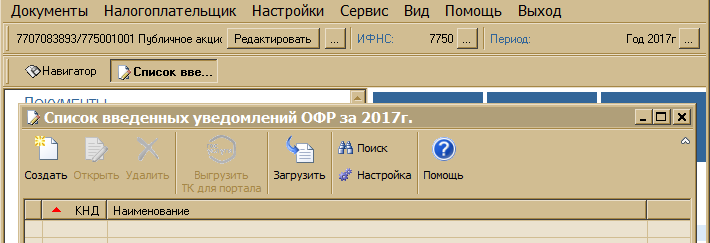 Документы Налогоплательщик Настройки Сервис Вид Помощь Выход
7707083893/775001001 Публичное акцио Редактировать ... ИФНС: 7750 ... Период: Год 2017г ...
Навигатор Список вве...
Документы
Список введенных уведомлений ОФР за 2017г.
Создать Открыть Удалить Выгрузить Загрузить Поиск Помощь
ТК для портала Настройка
КНД Наименование